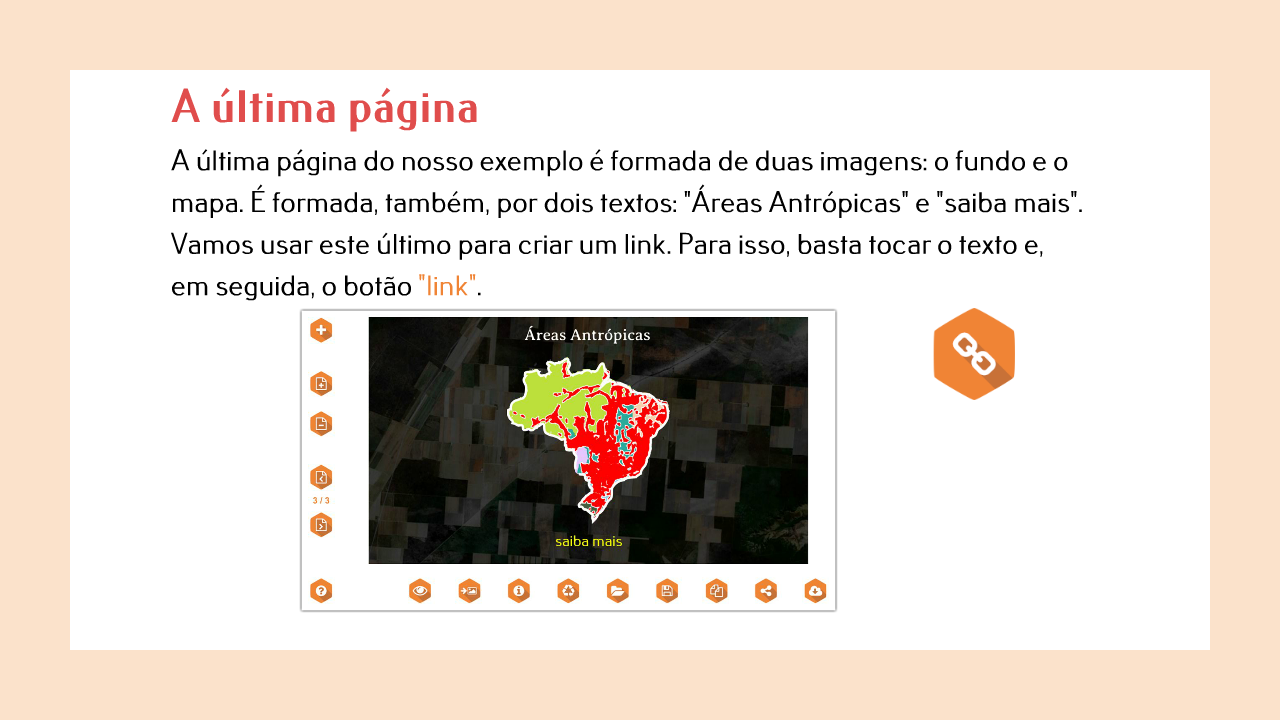 A última página
A última página do nosso exemplo é formada de duas imagens: o fundo e o
mapa. É formada, também, por dois textos: "Áreas Antrópicas" e "saiba mais".
Vamos usar este último para criar um link. Para isso, basta tocar o texto e,
em seguida, o botão "link".
Áreas Antrópicas
3 / 3
saiba mais